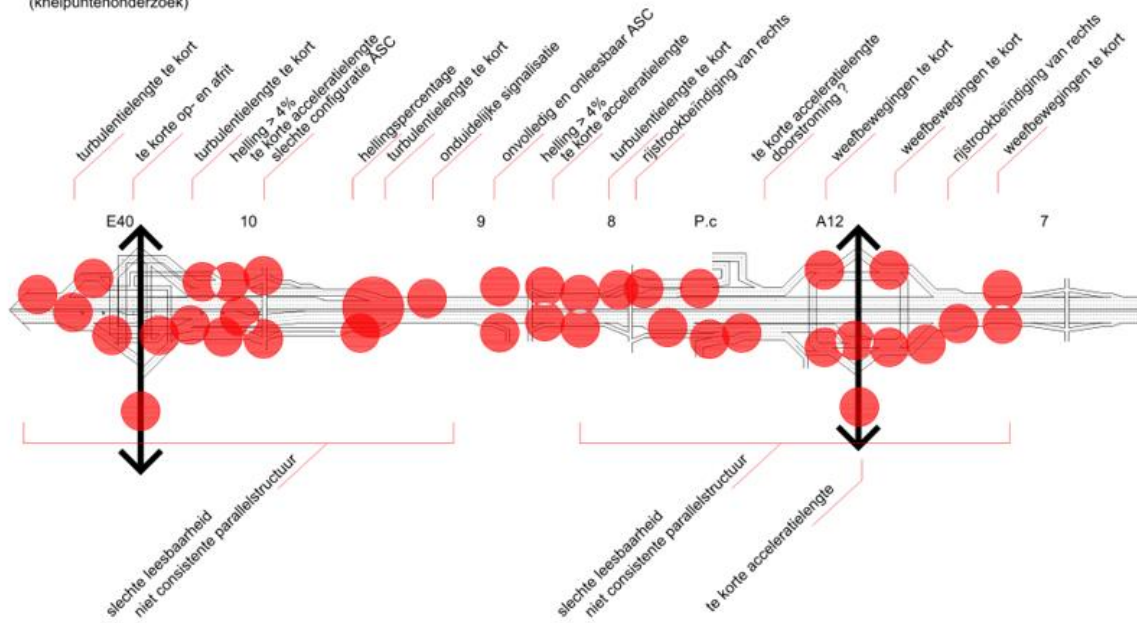 (knelpuntenonderzoek)
turbulentielengte te kort
te korte op- en afrit
turbulentielengte te kort
helling > 4%
te korte acceleratielengte
slechte configuratie ASC
hellingspercentage
turbulentielengte te kort
onduidelijke signalisatie
onvolledig en onleesbaar ASC
helling > 4%
te korte acceleratielengte
turbulentielengte te kort
rijstrookbeïndiging van rechts
te korte acceleratielengte
doorstroming ?
weefbewegingen te kort
weefbewegingen te kort
rijstrookbeïndiging van rechts
weefbewegingen te kort
E40
10
9
8
P.c
A12
7
slechte leesbaarheid
niet consistente parallelstructuur
slechte leesbaarheid
niet consistente parallelstructuur
te korte acceleratielengte